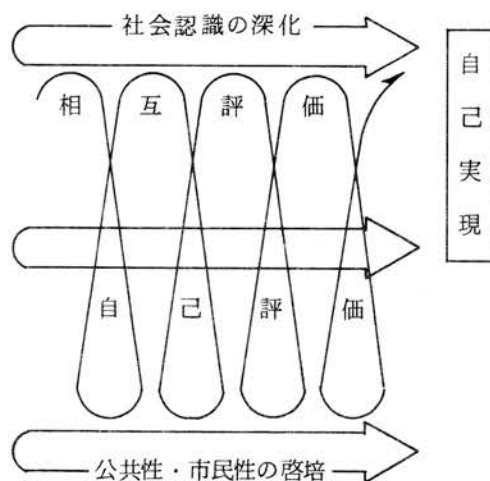 社会認識の深化
相互評価
自己実現
自己評価
公共性・市民性の啓培